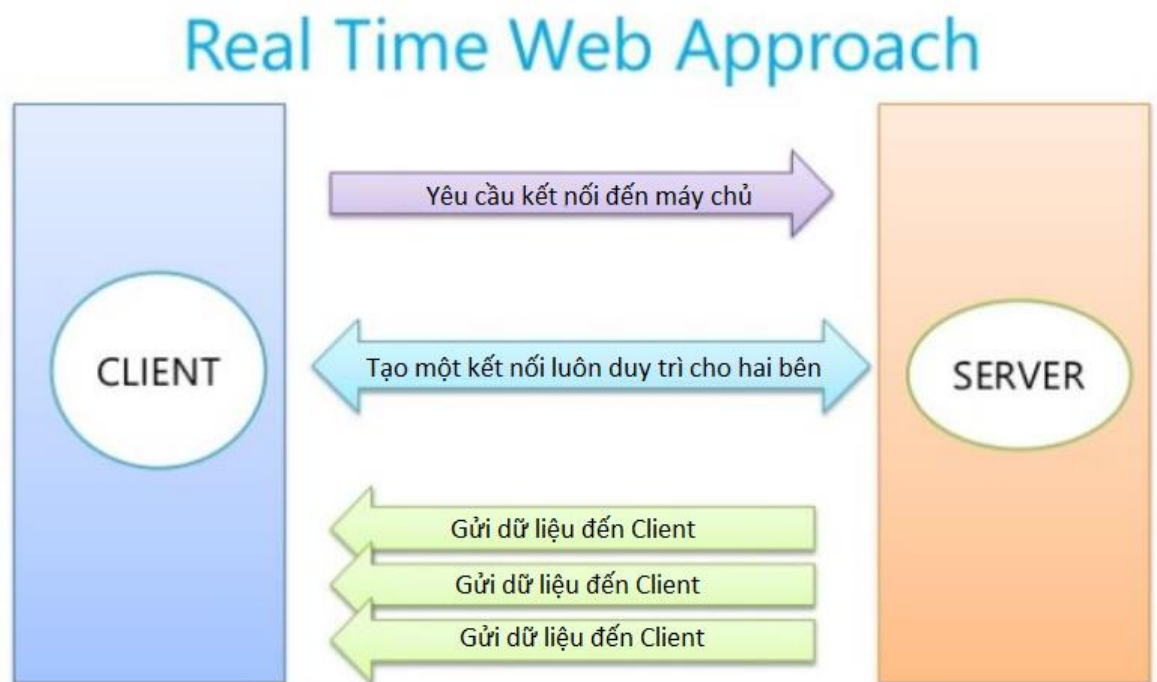 Real Time Web Approach
Yêu cầu kết nối đến máy chủ
CLIENT
Tạo một kết nối luôn duy trì cho hai bên
SERVER
Gửi dữ liệu đến Client
Gửi dữ liệu đến Client
Gửi dữ liệu đến Client